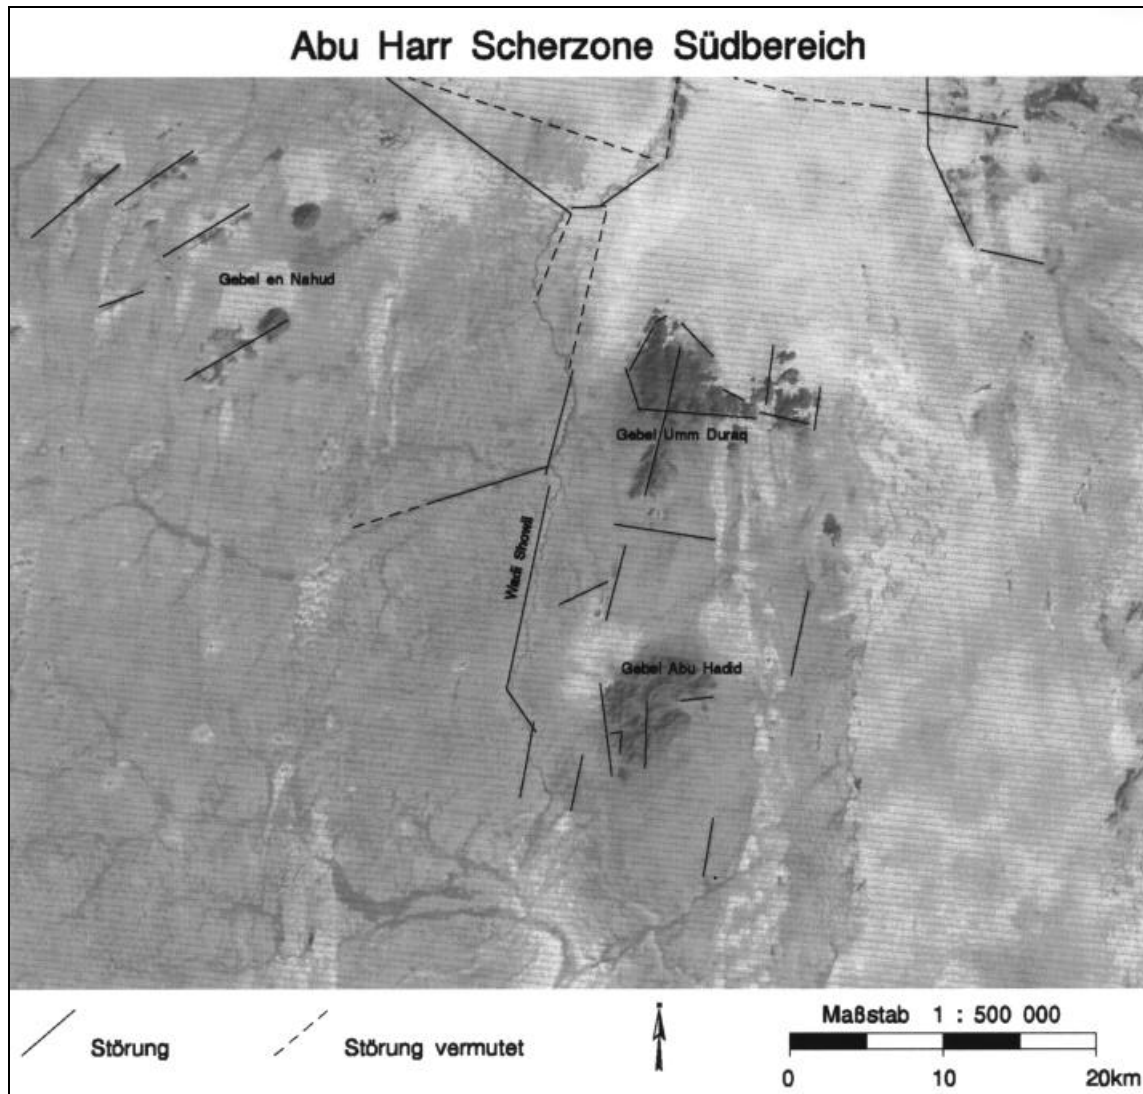 Abu Harr Scherzone Südbereich
Gebel en Nahud
Gebel Umm Duraq
Wadi Showil
Gebel Abu Hadid
Störung
Störung vermutet
Maßstab 1 : 500 000
0 10 20km